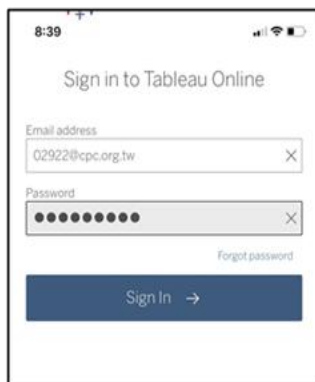 8:39
Sign in to Tableau Online
Email address
02922@cpc.org.tw
Password
●●●●●●●●●
Forgot password
Sign In →